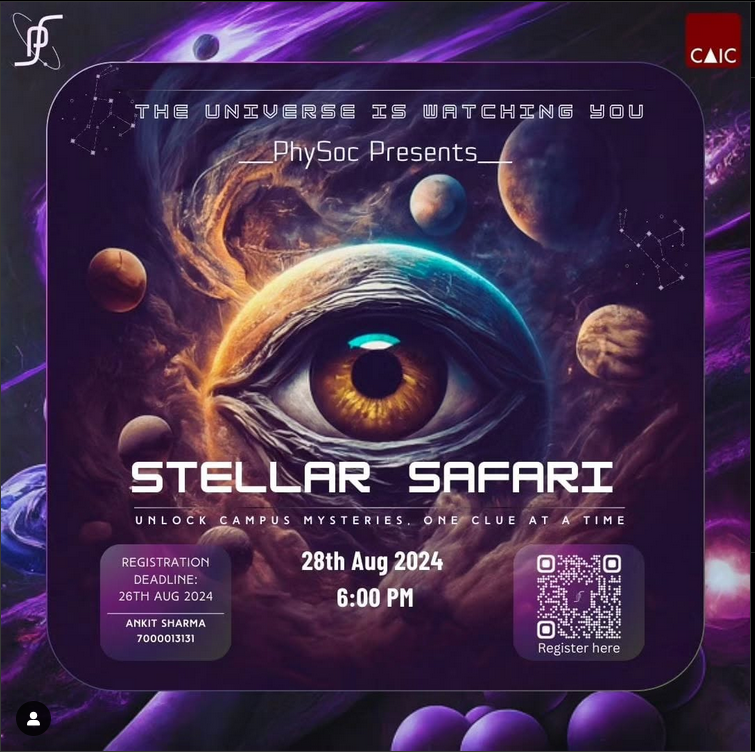 CAIC
THE UNIVERSE IS WATCHING YOU
__PhySoc Presents__
STELLAR SAFARI
UNLOCK CAMPUS MYSTERIES, ONE CLUE AT A TIME
REGISTRATION
DEADLINE:
26TH AUG 2024
ANKIT SHARMA
7000013131
28th Aug 2024
6:00 PM
Register here